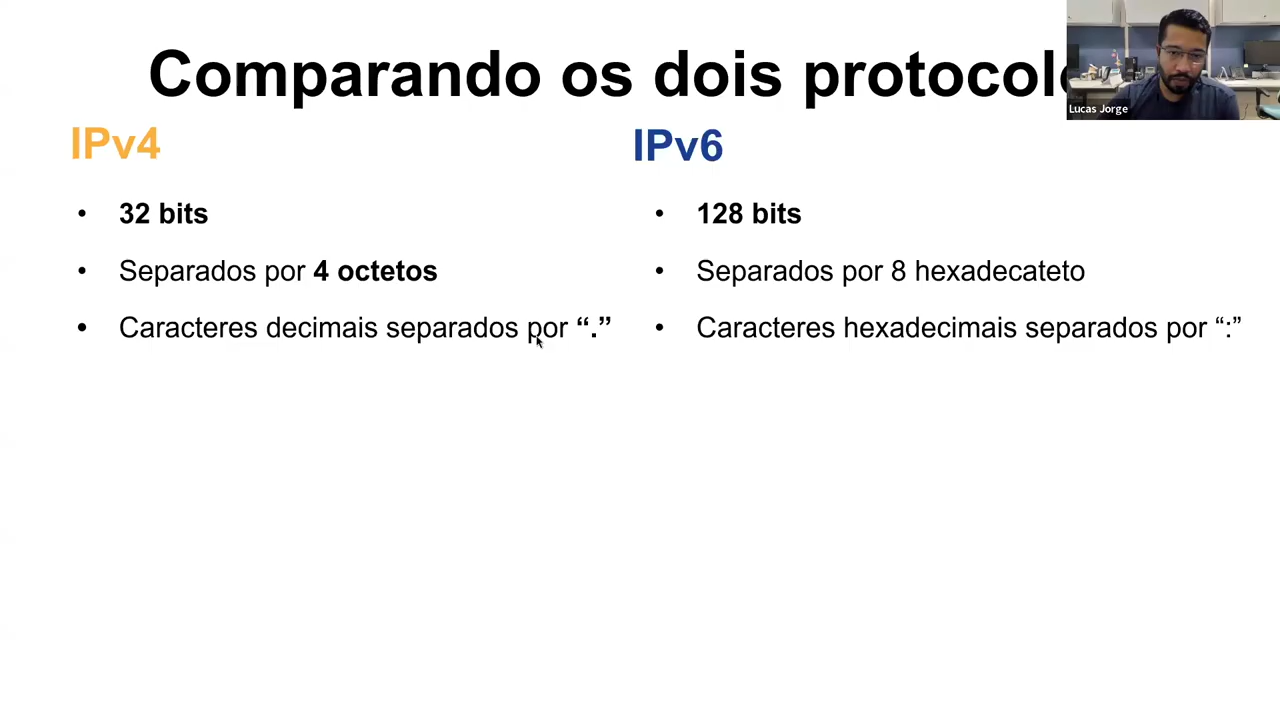 Comparando os dois protocolo
Lucas Jorge
IPv4
• 32 bits
• Separados por 4 octetos
• Caracteres decimais separados por “.”
IPv6
• 128 bits
• Separados por 8 hexadecateto
• Caracteres hexadecimais separados por “:”